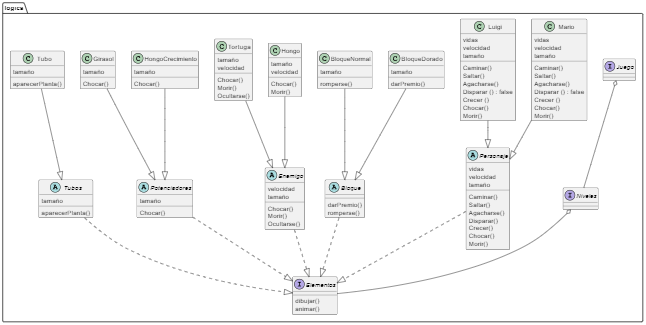 logica
C Tubo
tamaño
aparecerPlanta()
C Girasol
tamaño
Chocar()
C HongoCrecimiento
tamaño
Chocar()
C Tortuga
tamaño
velocidad
Chocar()
Morir()
Ocultarse()
C Hongo
tamaño
velocidad
Chocar()
Morir()
C BloqueNormal
tamaño
romperse()
C BloqueDorado
tamaño
darPremio()
C Luigi
vidas
velocidad
tamaño
Caminar()
Saltar()
Agacharse()
Disparar () : false
Crecer ()
Chocar()
Morir()
C Mario
vidas
velocidad
tamaño
Caminar()
Saltar()
Agacharse()
Disparar () : false
Crecer ()
Chocar()
Morir()
I Juego
A Tubos
tamaño
aparecerPlanta()
A Potenciadores
tamaño
Chocar()
A Enemigo
velocidad
tamaño
Chocar()
Morir()
Ocultarse()
A Bloque
darPremio()
romperse()
A Personaje
vidas
velocidad
tamaño
Caminar()
Saltar()
Agacharse()
Disparar()
Crecer()
Chocar()
Morir()
I Niveles
I Elementos
dibujar()
animar()